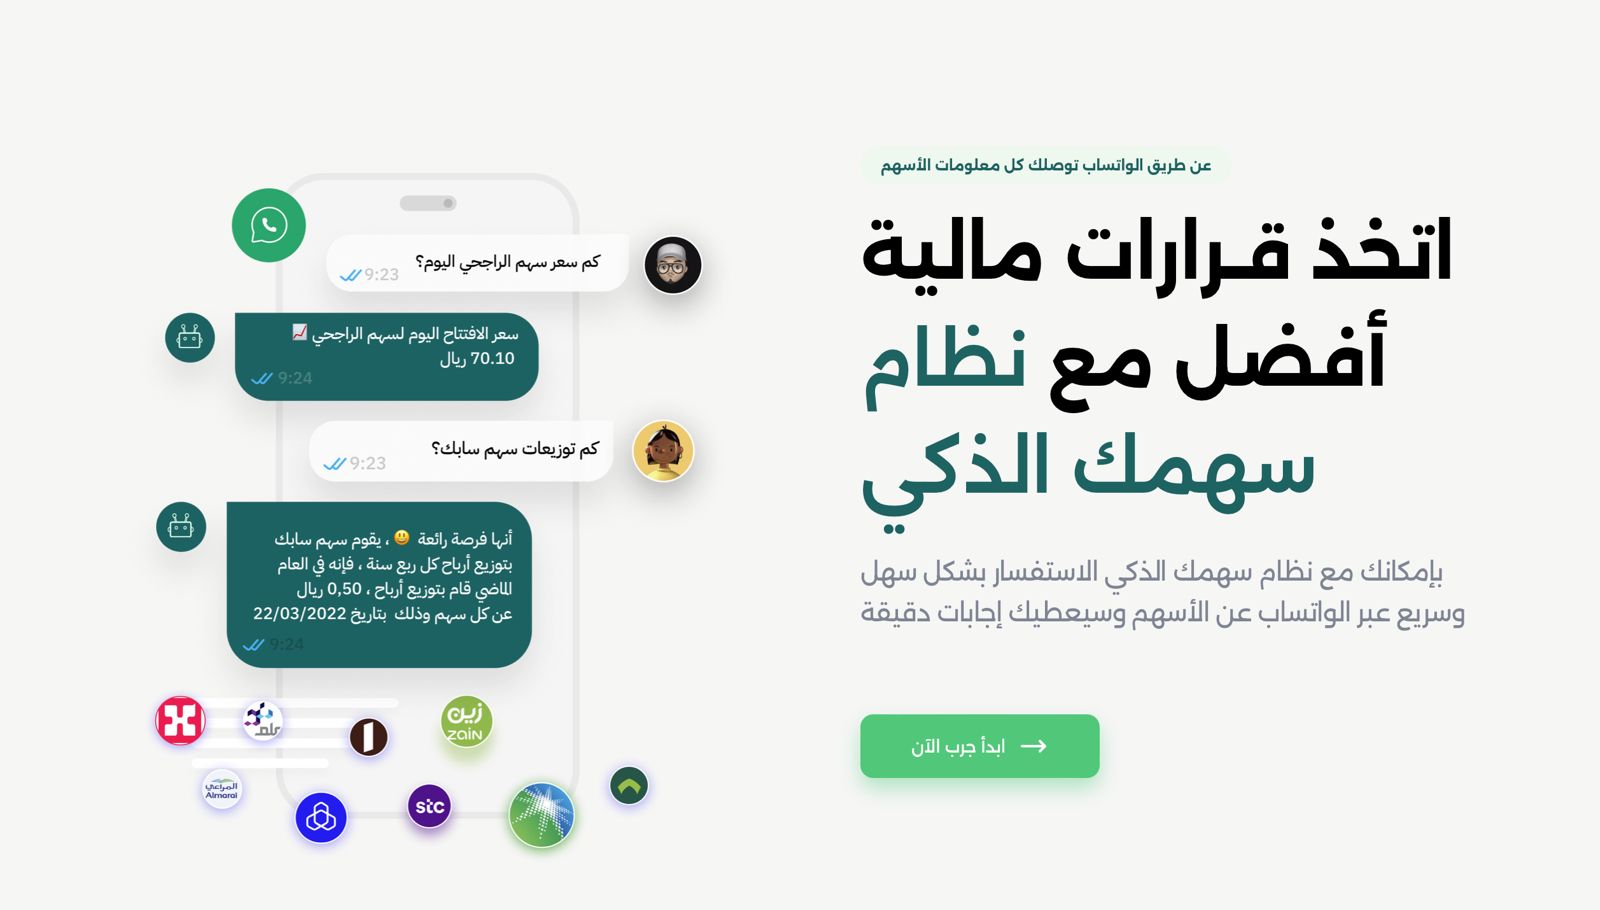 عن طريق الواتساب توصلك كل معلومات الأسهم
اتخذ قـرارات مالية
أفضل مع نظام
سهمك الذكي
بإمكانك مع نظام سهمك الذكي الاستفسار بشكل سهل
وسريع عبر الواتساب عن الأسهم وسيعطيك إجابات دقيقة
ابدأ جرب الآن
كم سعر سهم الراجحي اليوم؟
9:23
سعر الافتتاح اليوم لسهم الراجحي
70.10 ريال
9:24
كم توزيعات سهم سابك؟
9:23
أنها فرصة رائعة 😃 ، يقوم سهم سابك
بتوزيع أرباح كل ربع سنة ، فإنه في العام
الماضي قام بتوزيع أرباح ، 0,50 ريال
عن كل سهم وذلك بتاريخ 22/03/2022
9:24
زين
zain
علم
المراعي
Almarai
stc